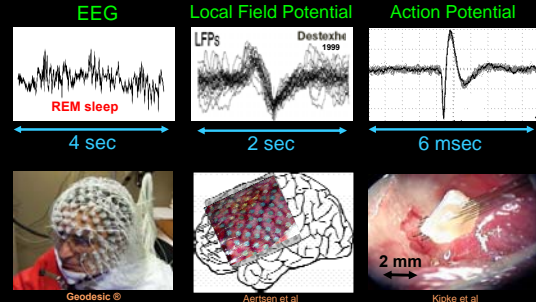 EEG
Local Field Potential
Action Potential
LFPs
Destexhe
1999
REM sleep
4 sec
2 sec
6 msec
2 mm
Geodesic ®
Aertsen et al
Kipke et al